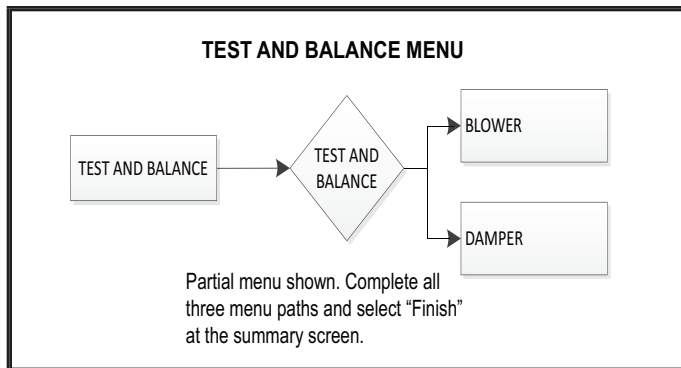 TEST AND BALANCE MENU
TEST AND BALANCE
TEST AND
BALANCE
BLOWER
DAMPER
Partial menu shown. Complete all
three menu paths and select “Finish”
at the summary screen.